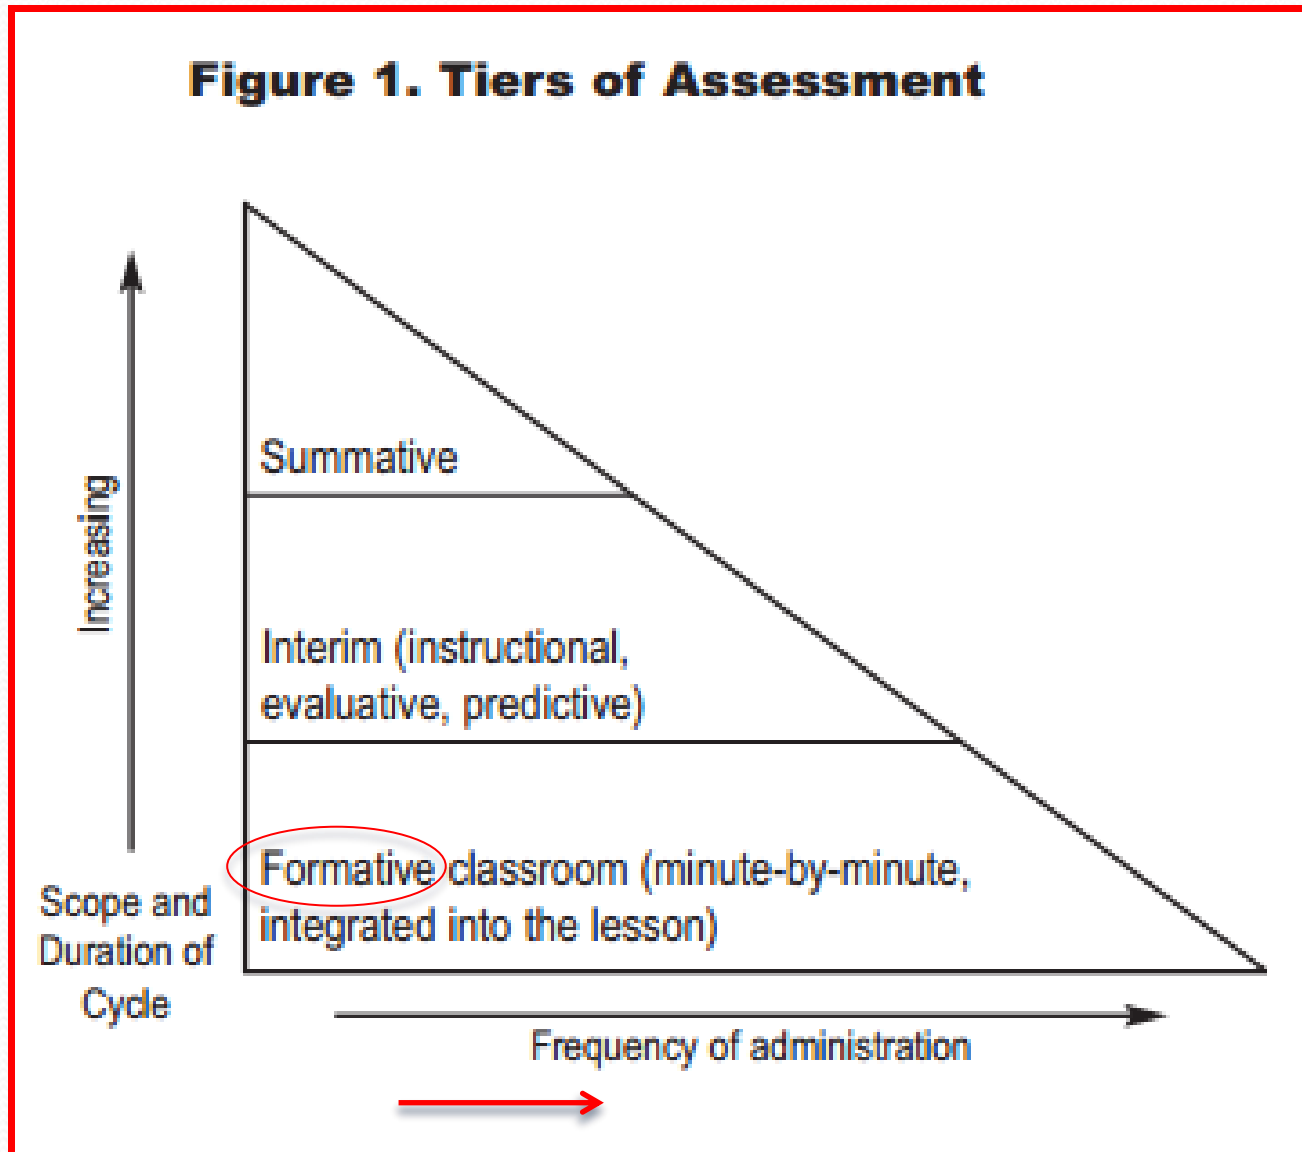 Figure 1. Tiers of Assessment
Summative
Increasing
Interim (instructional,
evaluative, predictive)
Formative classroom (minute-by-minute,
integrated into the lesson)
Scope and
Duration of
Cycle
Frequency of administration